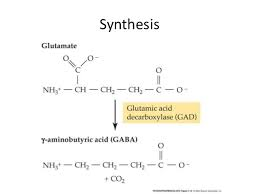 Synthesis
Glutamate
O O−
C O
NH3+ — CH — CH2 — CH2 — C — O−
Glutamic acid
decarboxylase (GAD)
γ-aminobutyric acid (GABA)
O
NH3+ — CH2 — CH2 — CH2 — C — O−
+ CO2